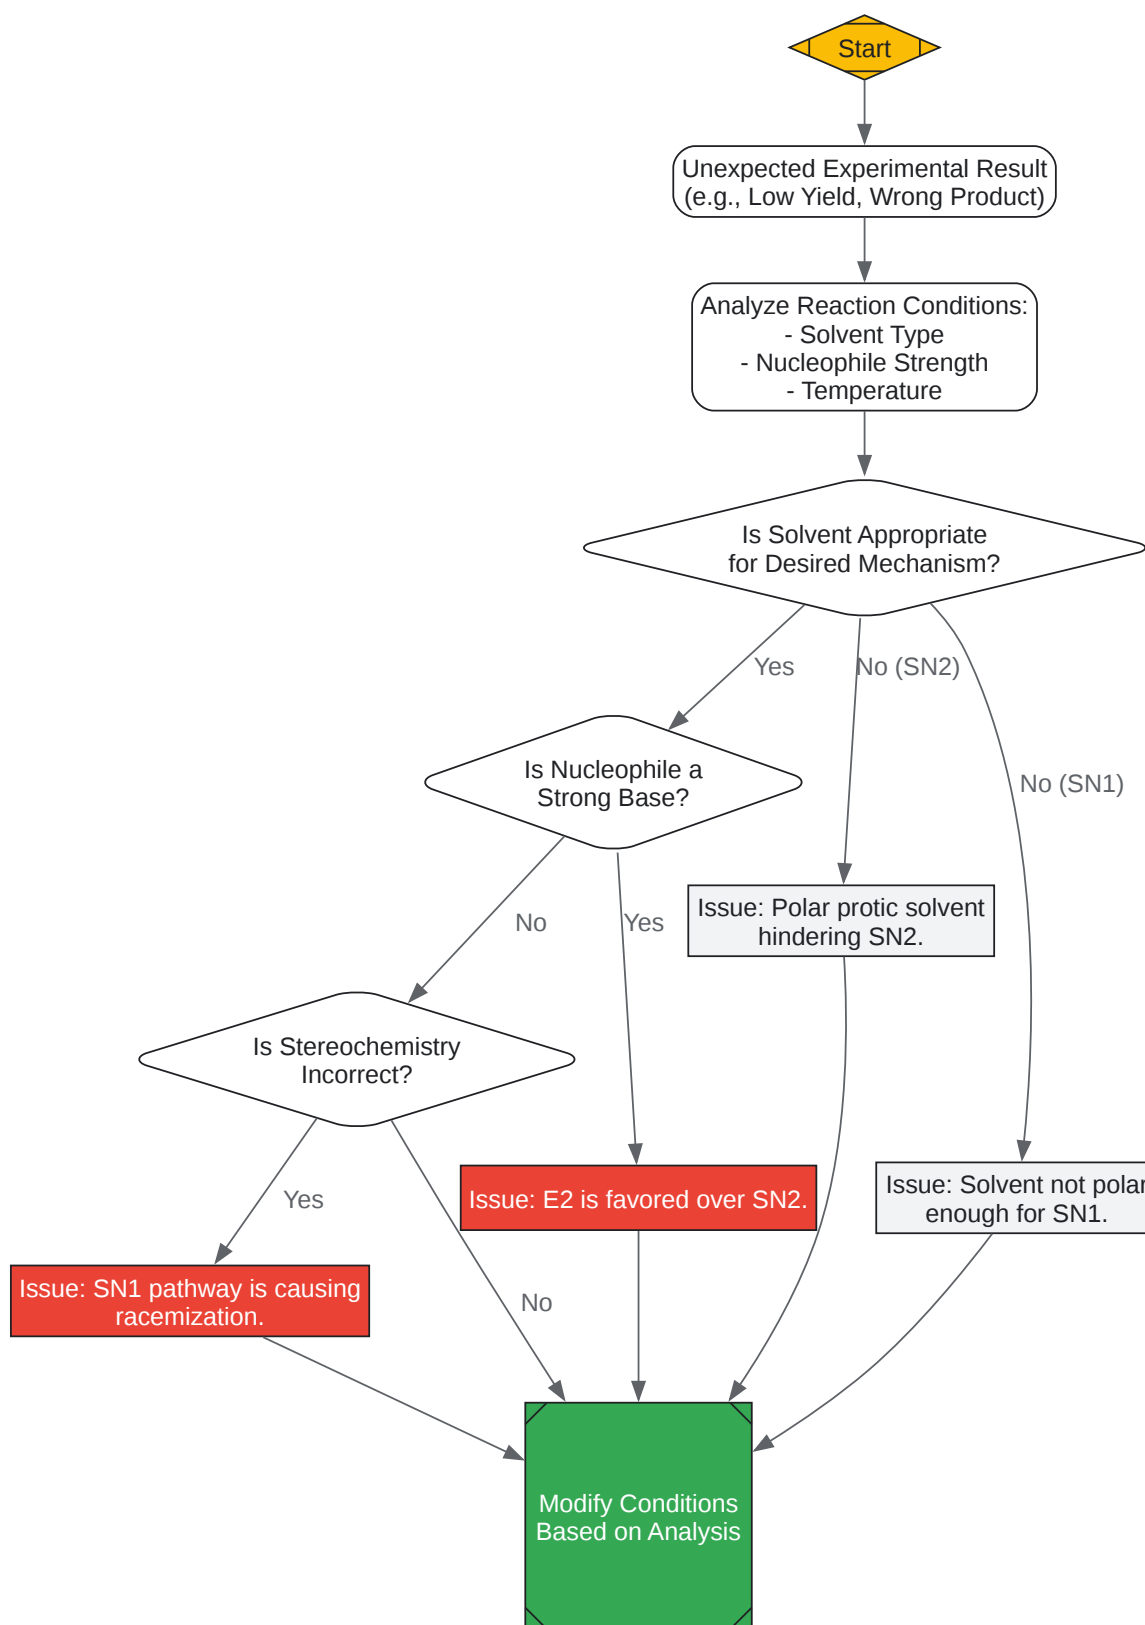 Start
Unexpected Experimental Result
(e.g., Low Yield, Wrong Product)
Analyze Reaction Conditions:
- Solvent Type
- Nucleophile Strength
- Temperature
Is Solvent Appropriate
for Desired Mechanism?
Yes
No (SN2)
No (SN1)
Is Nucleophile a
Strong Base?
No
Yes
Issue: Polar protic solvent
hindering SN2.
Is Stereochemistry
Incorrect?
Yes
No
Issue: E2 is favored over SN2.
Issue: Solvent not polar
enough for SN1.
Issue: SN1 pathway is causing
racemization.
Modify Conditions
Based on Analysis